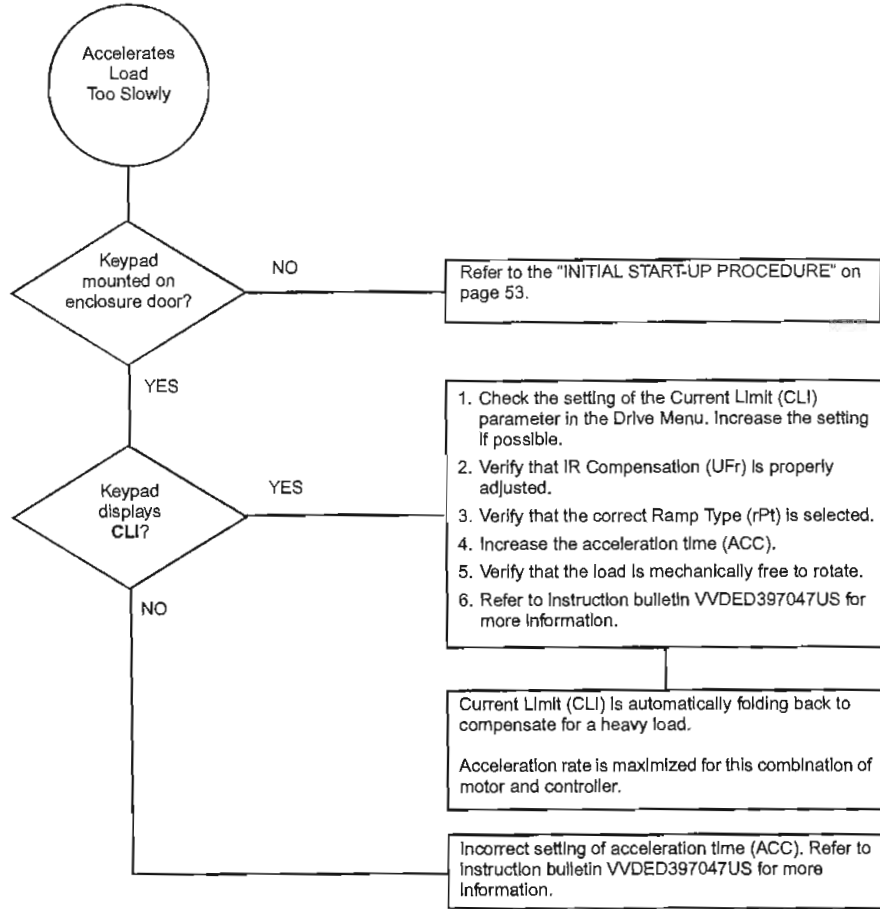 Accelerates
Load
Too Slowly
Keypad
mounted on
enclosure door?
NO
Refer to the "INITIAL START-UP PROCEDURE" on
page 53.
YES
1. Check the setting of the Current Limit (CLI)
parameter in the Drive Menu. Increase the setting
if possible.
2. Verify that IR Compensation (UFr) is properly
adjusted.
3. Verify that the correct Ramp Type (rPt) is selected.
4. Increase the acceleration time (ACC).
5. Verify that the load is mechanically free to rotate.
6. Refer to Instruction bulletin VVDED397047US for
more information.
Keypad
displays
CLI?
YES
NO
Current Limit (CLI) is automatically folding back to
compensate for a heavy load.
Acceleration rate is maximized for this combination of
motor and controller.
Incorrect setting of acceleration time (ACC). Refer to
Instruction bulletin VVDED397047US for more
information.